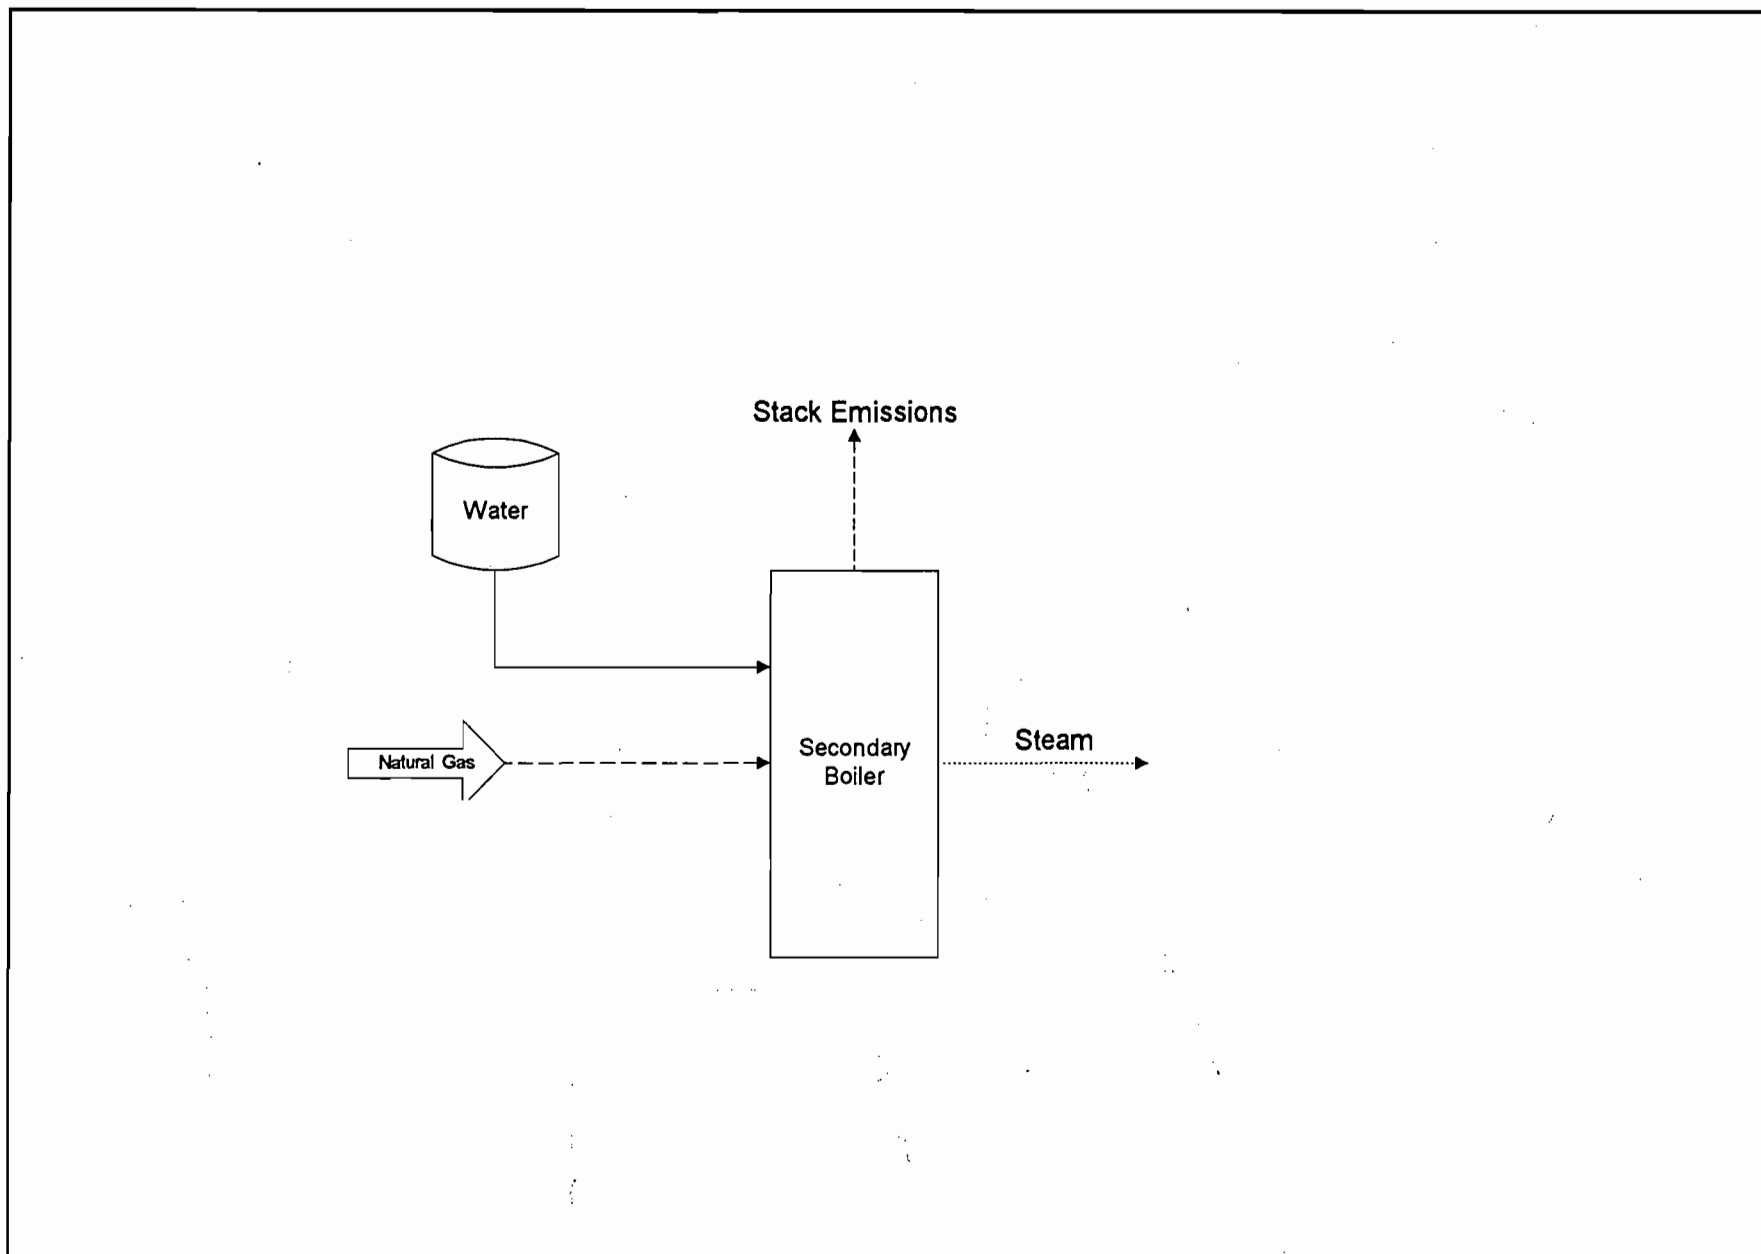 Stack Emissions
Water
Natural Gas
Secondary
Boiler
Steam